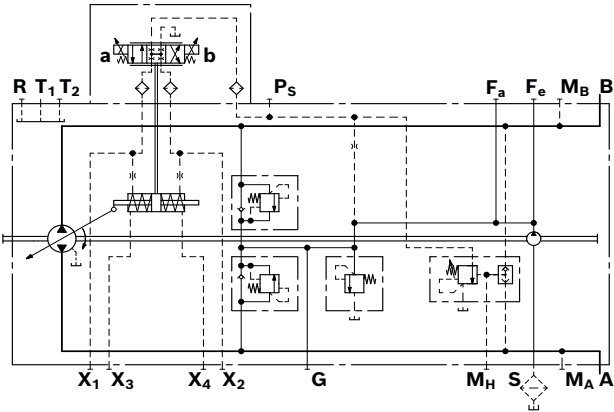 a b
R T1 T2 PS Fa Fe MB B
X1 X3 X4 X2 G MH S MA A